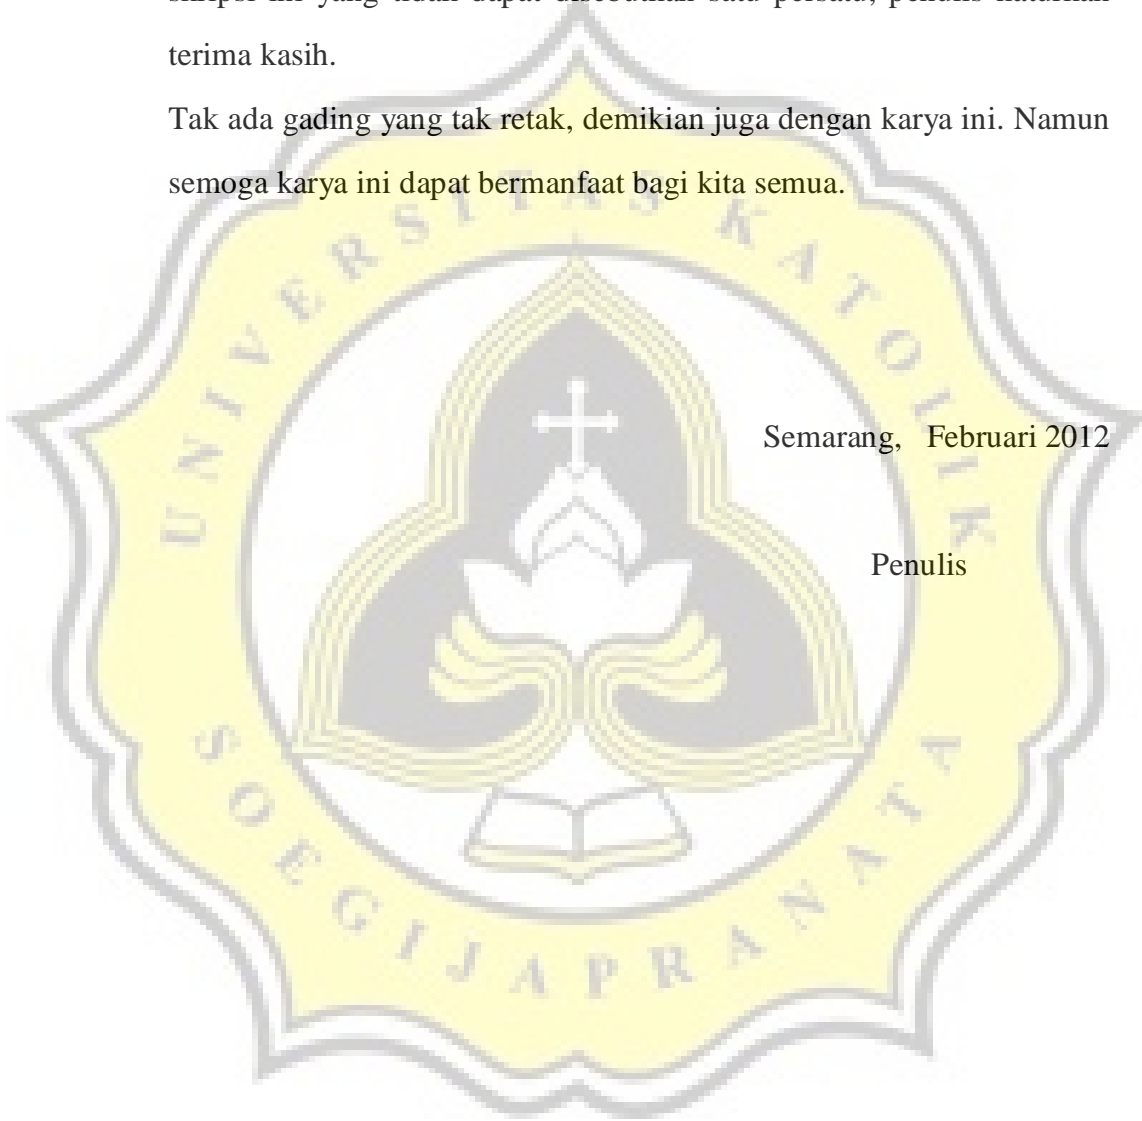 skripsi ini yang tidak dapat disebutkan satu persatu, penulis haturkan
terima kasih.
Tak ada gading yang tak retak, demikian juga dengan karya ini. Namun
semoga karya ini dapat bermanfaat bagi kita semua.
Semarang, Februari 2012
Penulis
UNIVERSITAS KATOLIK
SOEGIJAPRANATA